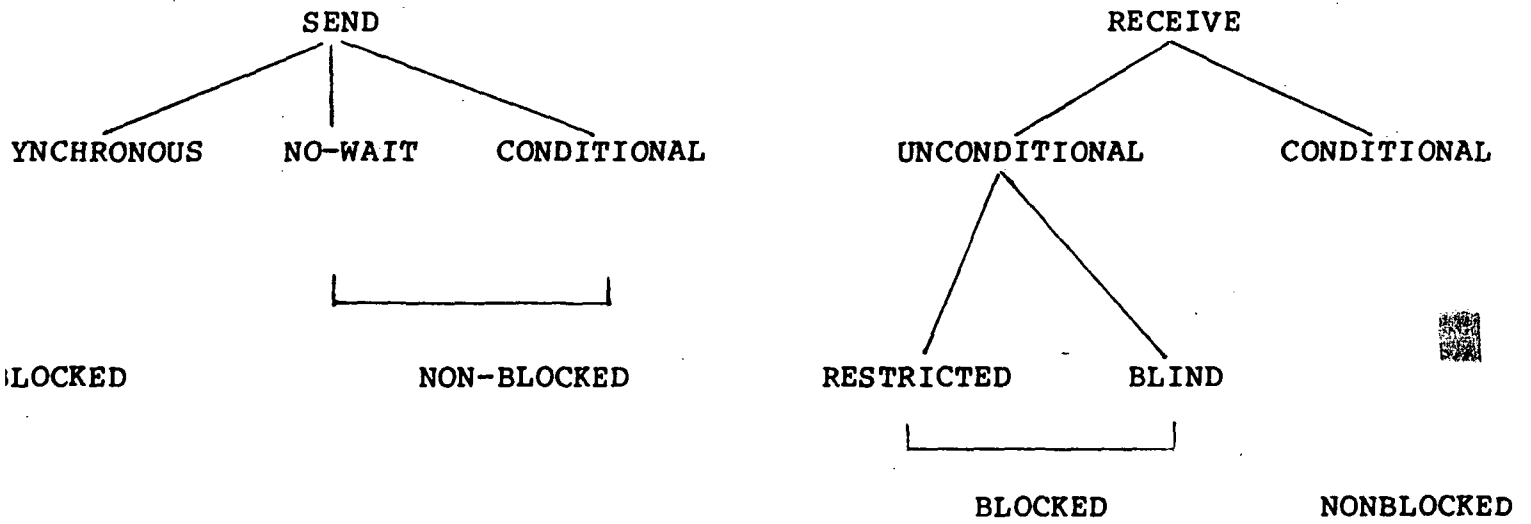 SEND RECEIVE
YNCHRONOUS NO-WAIT CONDITIONAL UNCONDITIONAL CONDITIONAL
LOCKED NON-BLOCKED RESTRICTED BLIND
BLOCKED NONBLOCKED